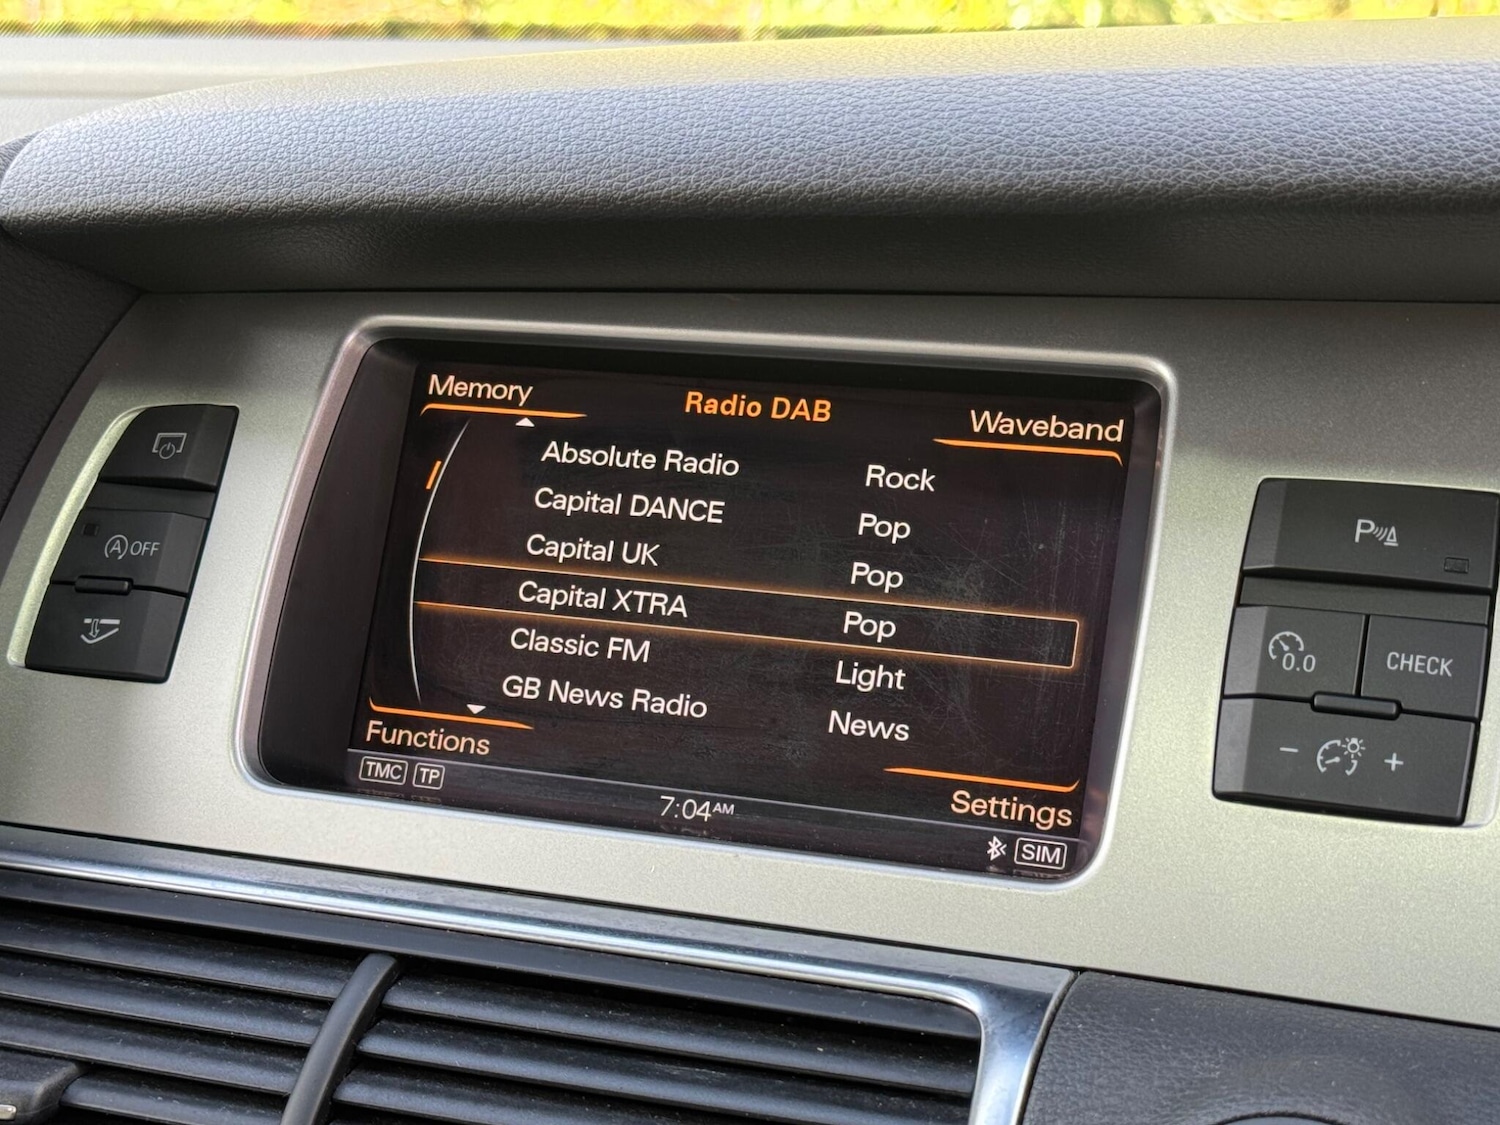 Memory
Radio DAB
Waveband
Absolute Radio Rock
Capital DANCE Pop
Capital UK Pop
Capital XTRA Pop
Classic FM Light
GB News Radio News
Functions
Settings
TMC TP
7:04AM
SIM
A OFF
P
0.0
CHECK
− +